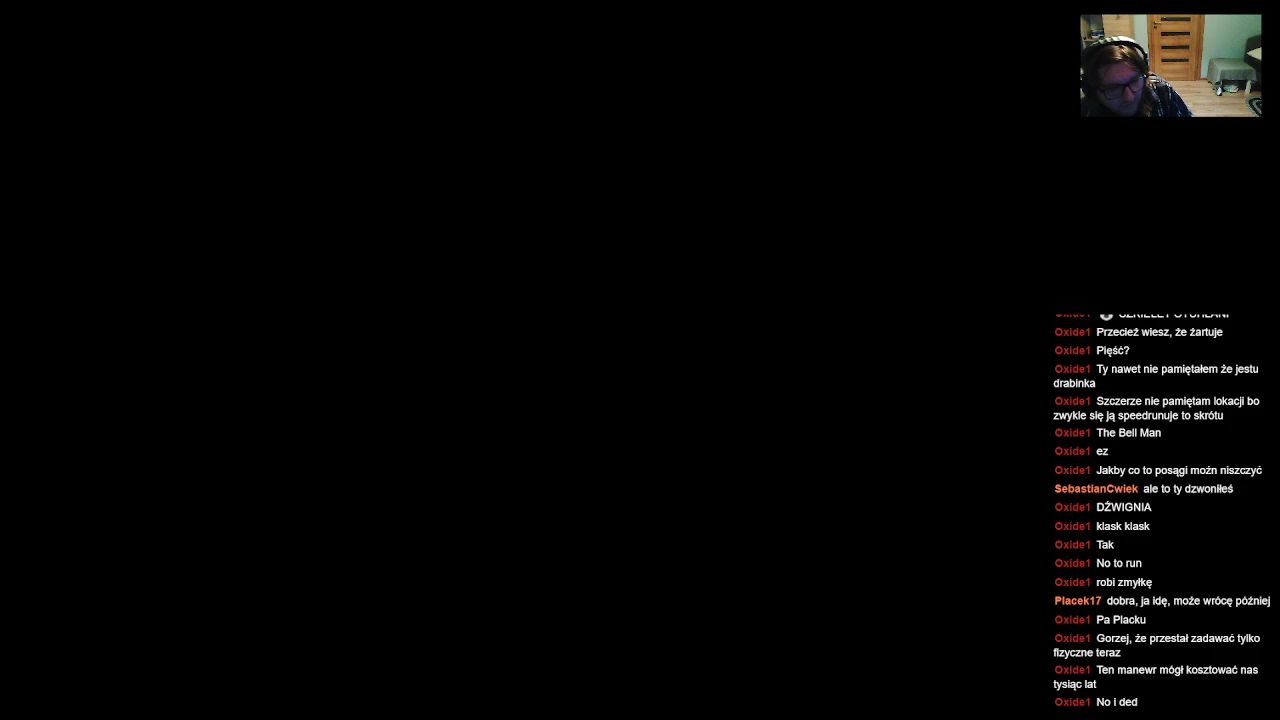 Oxide1 SZKIELET OTCHŁANI
Oxide1 Przecież wiesz, że żartuje
Oxide1 Pięść?
Oxide1 Ty nawet nie pamiętałem że jestu
drabinka
Oxide1 Szczerze nie pamiętam lokacji bo
zwykle się ją speedrunuje to skrótu
Oxide1 The Bell Man
Oxide1 ez
Oxide1 Jakby co to posągi możn niszczyć
SebastianCwiek ale to ty dzwoniłeś
Oxide1 DŹWIGNIA
Oxide1 klask klask
Oxide1 Tak
Oxide1 No to run
Oxide1 robi zmyłkę
Placek17 dobra, ja idę, może wrócę później
Oxide1 Pa Placku
Oxide1 Gorzej, że przestał zadawać tylko
fizyczne teraz
Oxide1 Ten manewr mógł kosztować nas
tysiąc lat
Oxide1 No i ded